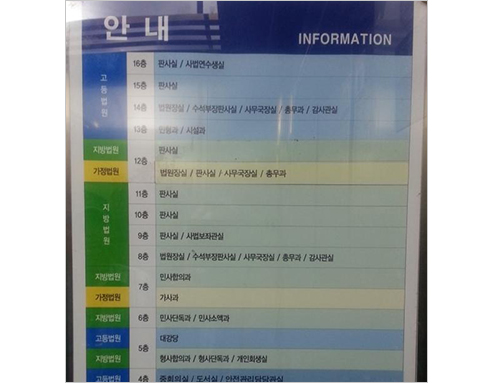 안 내
INFORMATION
고등법원
16층 판사실 / 사법연수생실
15층 판사실
14층 법원장실 / 수석부장판사실 / 사무국장실 / 총무과 / 감사관실
13층 민원과 / 시설과
지방법원 12층 판사실
가정법원 법원장실 / 판사실 / 사무국장실 / 총무과
지방법원
11층 판사실
10층 판사실
9층 판사실 / 사법보좌관실
8층 법원장실 / 수석부장판사실 / 사무국장실 / 총무과 / 감사관실
지방법원 7층 민사합의과
가정법원 가사과
지방법원 6층 민사단독과 / 민사소액과
고등법원 5층 대강당
지방법원 형사합의과 / 형사단독과 / 개인회생실
고등법원 4층 중회의실 / 도서실 /